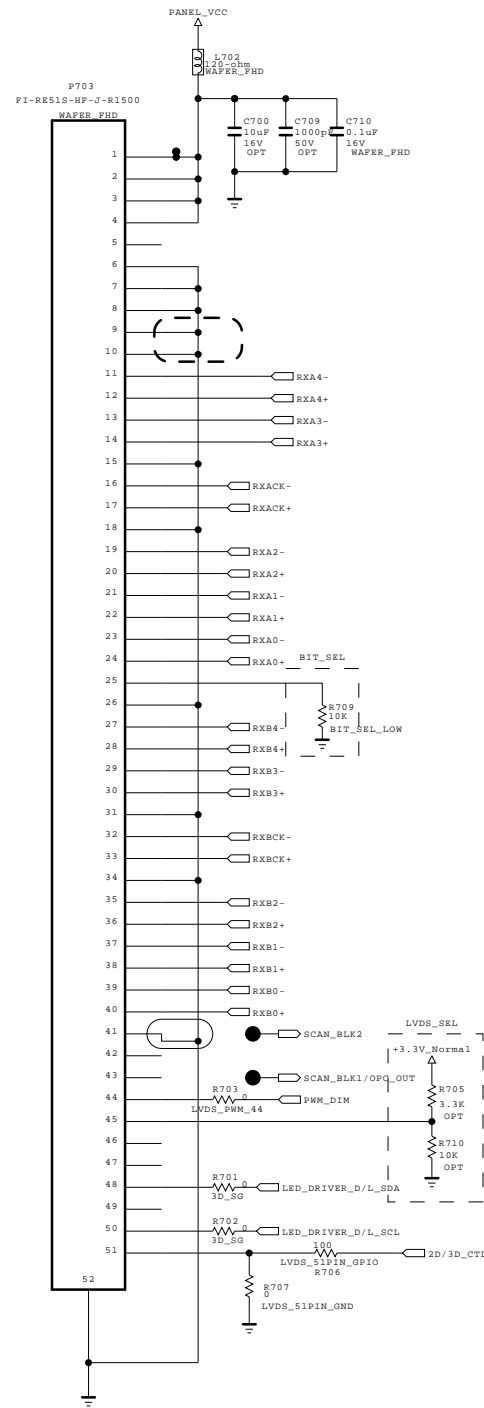 PANEL_VCC
L702
120-ohm
WAFER_FHD
P703
FI-RE51S-HF-J-R1500
WAFER_FHD
C700
10uF
16V
OPT
C709
1000pF
50V
OPT
C710
0.1uF
16V
WAFER_FHD
1
2
3
4
5
6
7
8
9
10
11 RXA4-
12 RXA4+
13 RXA3-
14 RXA3+
15
16 RXACK-
17 RXACK+
18
19 RXA2-
20 RXA2+
21 RXA1-
22 RXA1+
23 RXA0-
24 RXA0+
BIT_SEL
25
R709
10K
BIT_SEL_LOW
26
27 RXB4-
28 RXB4+
29 RXB3-
30 RXB3+
31
32 RXBCK-
33 RXBCK+
34
35 RXB2-
36 RXB2+
37 RXB1-
38 RXB1+
39 RXB0-
40 RXB0+
41 SCAN_BLK2
LVDS_SEL
+3.3V_Normal
42
43 SCAN_BLK1/OPC_OUT
R705
3.3K
OPT
44 R703 0 PWM_DIM
LVDS_PWM_44
45
R710
10K
OPT
46
47
48 R701 0 LED_DRIVER_D/L_SDA
3D_SG
49
50 R702 0 LED_DRIVER_D/L_SCL
3D_SG
51 100 2D/3D_CTL
LVDS_51PIN_GPIO
R706
52
R707
0
LVDS_51PIN_GND